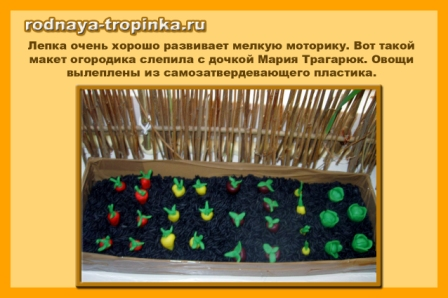 rodnaya-tropinka.ru
Лепка очень хорошо развивает мелкую моторику. Вот такой
макет огородика слепила с дочкой Мария Трагарюк. Овощи
вылеплены из самозатвердевающего пластика.